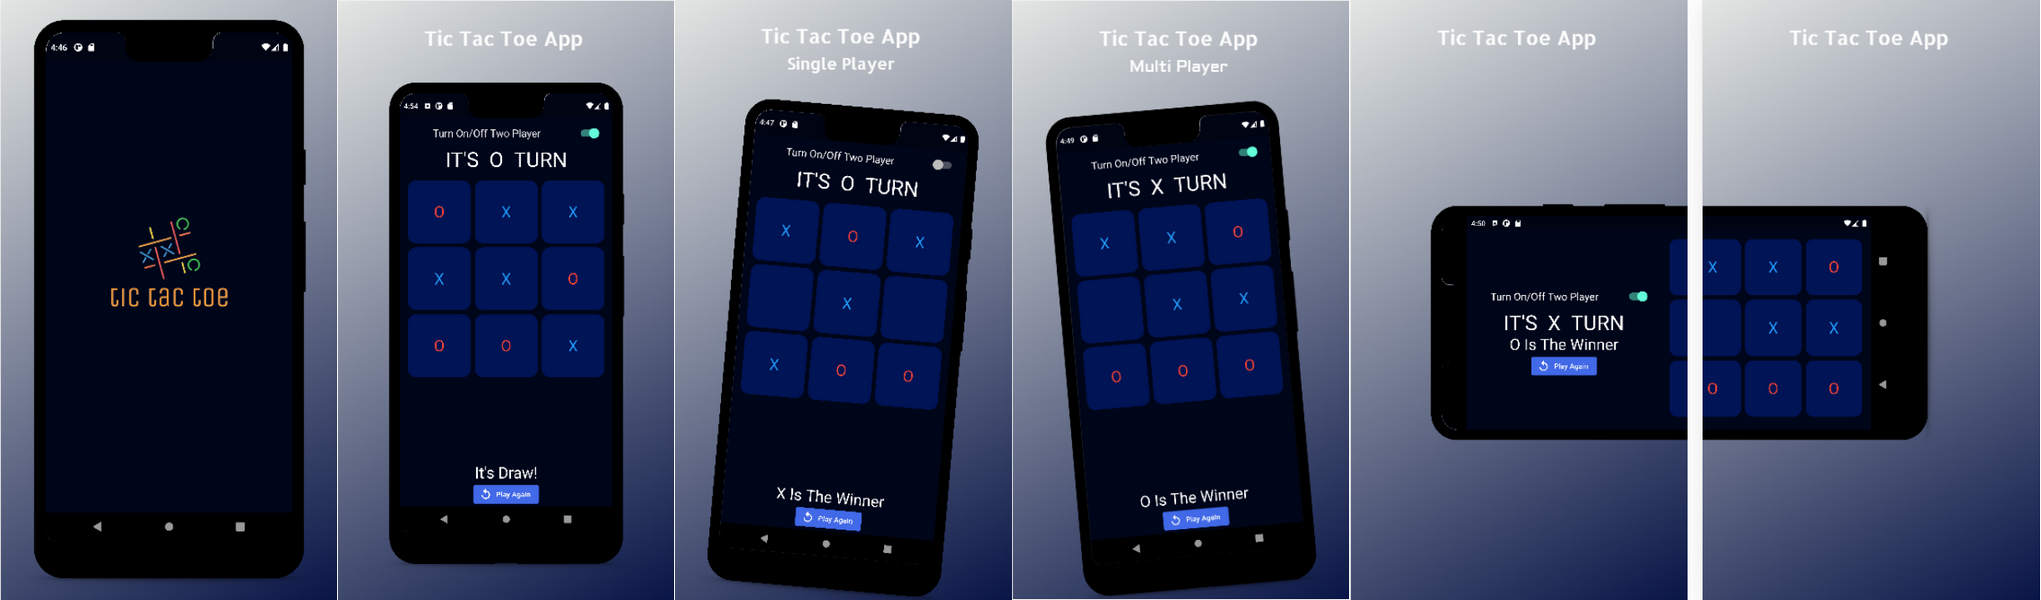 4:46
tic tac toe
Tic Tac Toe App
4:54
Turn On/Off Two Player
IT'S O TURN
O X X
X X O
O O X
It's Draw!
Play Again
Tic Tac Toe App
Single Player
4:47
Turn On/Off Two Player
IT'S O TURN
X O X
X
X O O
X Is The Winner
Play Again
Tic Tac Toe App
Multi Player
4:49
Turn On/Off Two Player
IT'S X TURN
X X O
X X
O O O
O Is The Winner
Play Again
Tic Tac Toe App
4:50
Turn On/Off Two Player
IT'S X TURN
O Is The Winner
Play Again
Tic Tac Toe App
X X O
X X
O O O